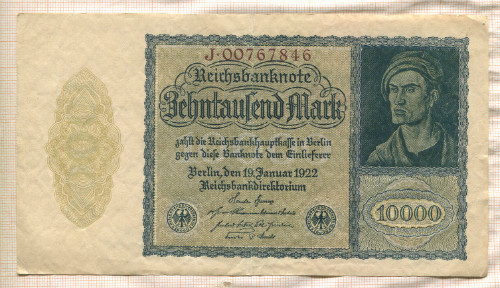 J·00767846
Reichsbanknote
Zehntausend Mark
zahlt die Reichsbankhauptkasse in Berlin
gegen diese Banknote dem Einlieferer
Berlin, den 19. Januar 1922
Reichsbankdirektorium
10000